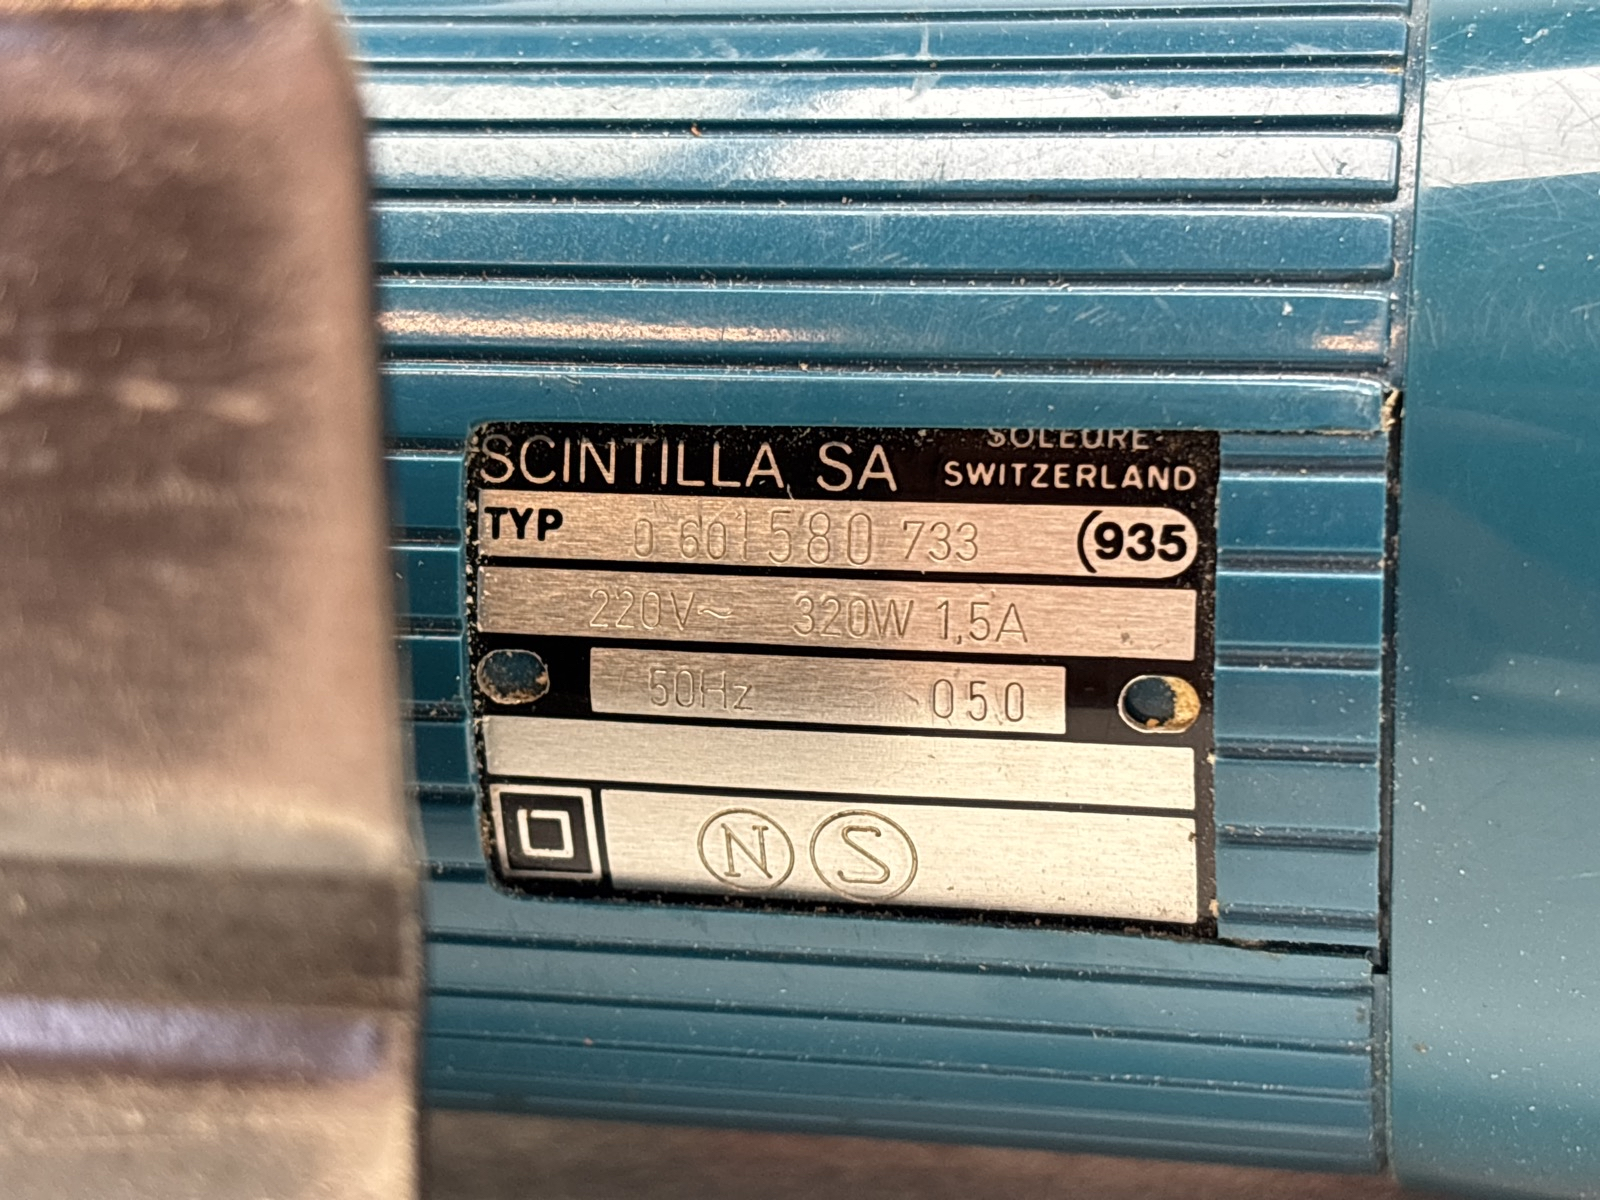 SCINTILLA SA
SOLEURE
SWITZERLAND
TYP 0 601 580 733 (935
220V~ 320W 1,5A
50Hz 050
N S